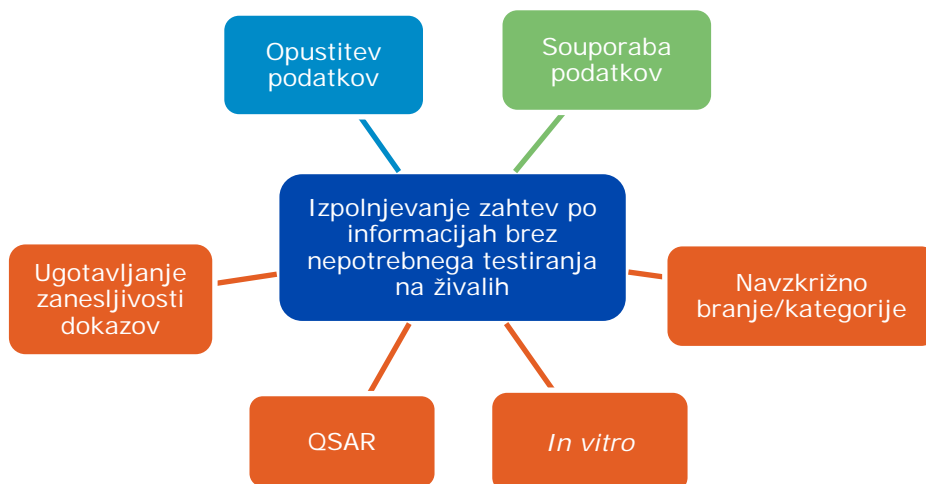 Opustitev
podatkov
Souporaba
podatkov
Izpolnjevanje zahtev po
informacijah brez
nepotrebnega testiranja
na živalih
Ugotavljanje
zanesljivosti
dokazov
Navzkrižno
branje/kategorije
QSAR
In vitro